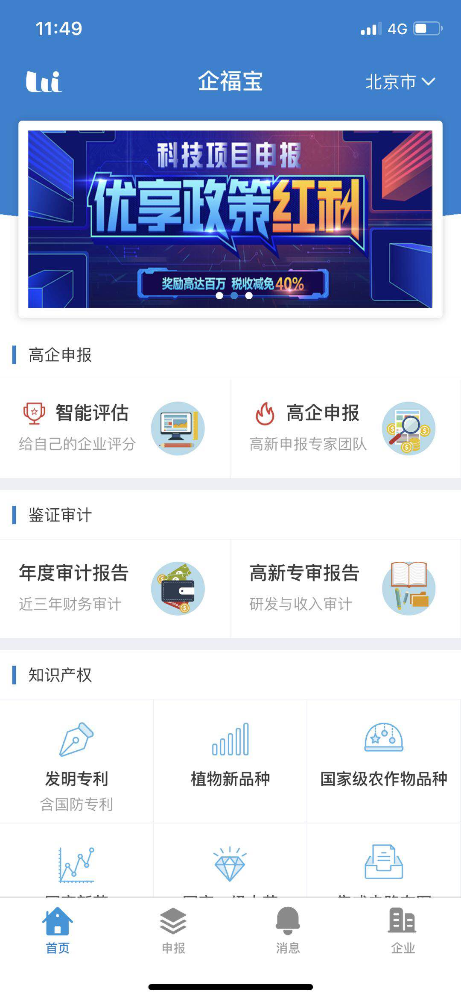 11:49
4G
企福宝
北京市
科技项目申报
优享政策红利
奖励高达百万 税收减免40%
高企申报
智能评估
给自己的企业评分
高企申报
高新申报专家团队
鉴证审计
年度审计报告
近三年财务审计
高新专审报告
研发与收入审计
知识产权
发明专利
含国防专利
植物新品种
国家级农作物品种
首页
申报
消息
企业